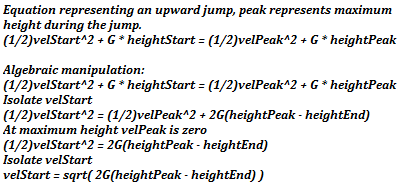 Equation representing an upward jump, peak represents maximum
height during the jump.
(1/2)velStart^2 + G * heightStart = (1/2)velPeak^2 + G * heightPeak
Algebraic manipulation:
(1/2)velStart^2 + G * heightStart = (1/2)velPeak^2 + G * heightPeak
Isolate velStart
(1/2)velStart^2 = (1/2)velPeak^2 + 2G(heightPeak - heightEnd)
At maximum height velPeak is zero
(1/2)velStart^2 = 2G(heightPeak - heightEnd)
Isolate velStart
velStart = sqrt( 2G(heightPeak - heightEnd) )